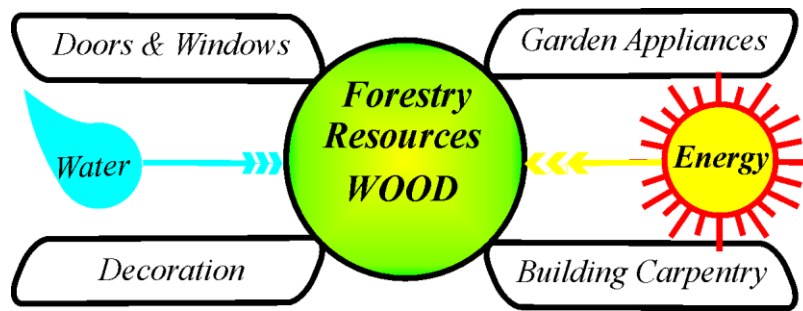 Doors & Windows
Garden Appliances
Forestry
Resources
WOOD
Water
Energy
Decoration
Building Carpentry